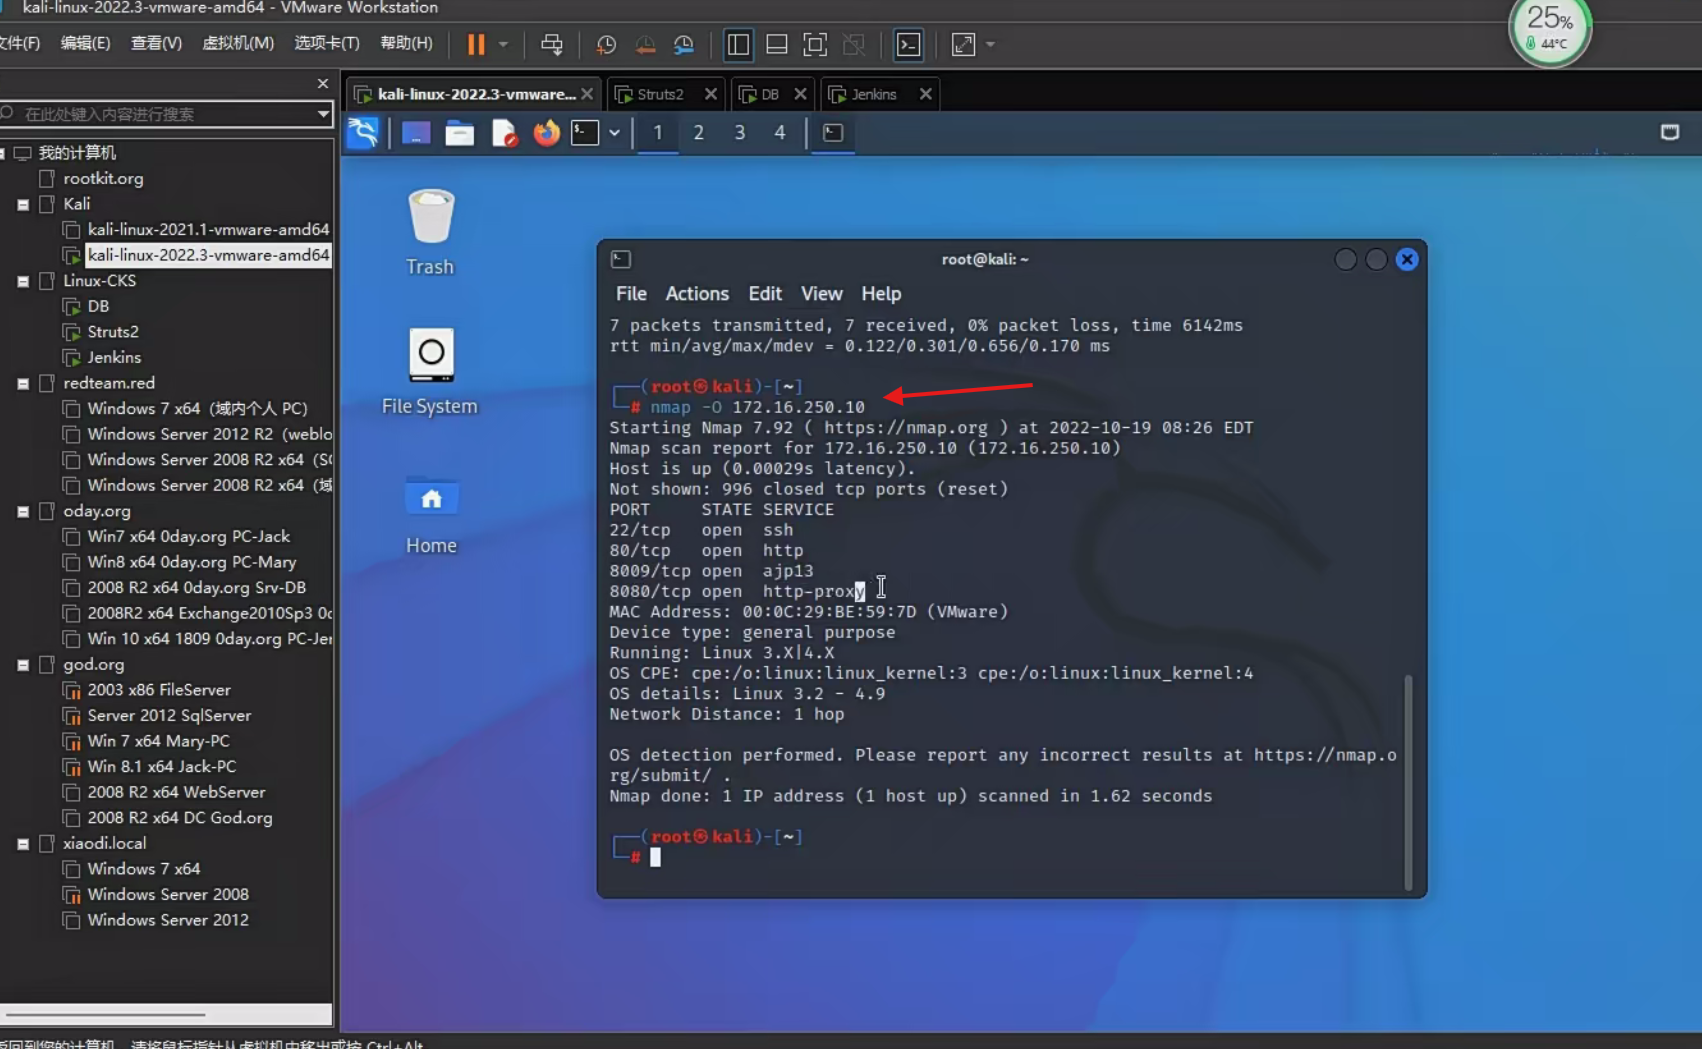 kali-linux-2022.3-vmware-amd64 - VMware Workstation
文件(F) 编辑(E) 查看(V) 虚拟机(M) 选项卡(T) 帮助(H)
25%
44°C
在此处键入内容进行搜索
我的计算机
rootkit.org
Kali
kali-linux-2021.1-vmware-amd64
kali-linux-2022.3-vmware-amd64
Linux-CKS
DB
Struts2
Jenkins
redteam.red
Windows 7 x64（域内个人 PC）
Windows Server 2012 R2（weblo
Windows Server 2008 R2 x64（S
Windows Server 2008 R2 x64（域
oday.org
Win7 x64 0day.org PC-Jack
Win8 x64 0day.org PC-Mary
2008 R2 x64 0day.org Srv-DB
2008R2 x64 Exchange2010Sp3 0
Win 10 x64 1809 0day.org PC-Je
god.org
2003 x86 FileServer
Server 2012 SqlServer
Win 7 x64 Mary-PC
Win 8.1 x64 Jack-PC
2008 R2 x64 WebServer
2008 R2 x64 DC God.org
xiaodi.local
Windows 7 x64
Windows Server 2008
Windows Server 2012
kali-linux-2022.3-vmware... Struts2 DB Jenkins
1 2 3 4
Trash
File System
Home
root@kali: ~
File Actions Edit View Help
7 packets transmitted, 7 received, 0% packet loss, time 6142ms
rtt min/avg/max/mdev = 0.122/0.301/0.656/0.170 ms
┌──(root㉿kali)-[~]
└─# nmap -O 172.16.250.10
Starting Nmap 7.92 ( https://nmap.org ) at 2022-10-19 08:26 EDT
Nmap scan report for 172.16.250.10 (172.16.250.10)
Host is up (0.00029s latency).
Not shown: 996 closed tcp ports (reset)
PORT STATE SERVICE
22/tcp open ssh
80/tcp open http
8009/tcp open ajp13
8080/tcp open http-proxy
MAC Address: 00:0C:29:BE:59:7D (VMware)
Device type: general purpose
Running: Linux 3.X|4.X
OS CPE: cpe:/o:linux:linux_kernel:3 cpe:/o:linux:linux_kernel:4
OS details: Linux 3.2 - 4.9
Network Distance: 1 hop
OS detection performed. Please report any incorrect results at https://nmap.o
rg/submit/ .
Nmap done: 1 IP address (1 host up) scanned in 1.62 seconds
┌──(root㉿kali)-[~]
└─#
返回到您的计算机，请将鼠标指针从虚拟机中移出或按 Ctrl+Alt